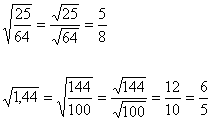 √(25/64) = √25/√64 = 5/8
√1,44 = √(144/100) = √144/√100 = 12/10 = 6/5